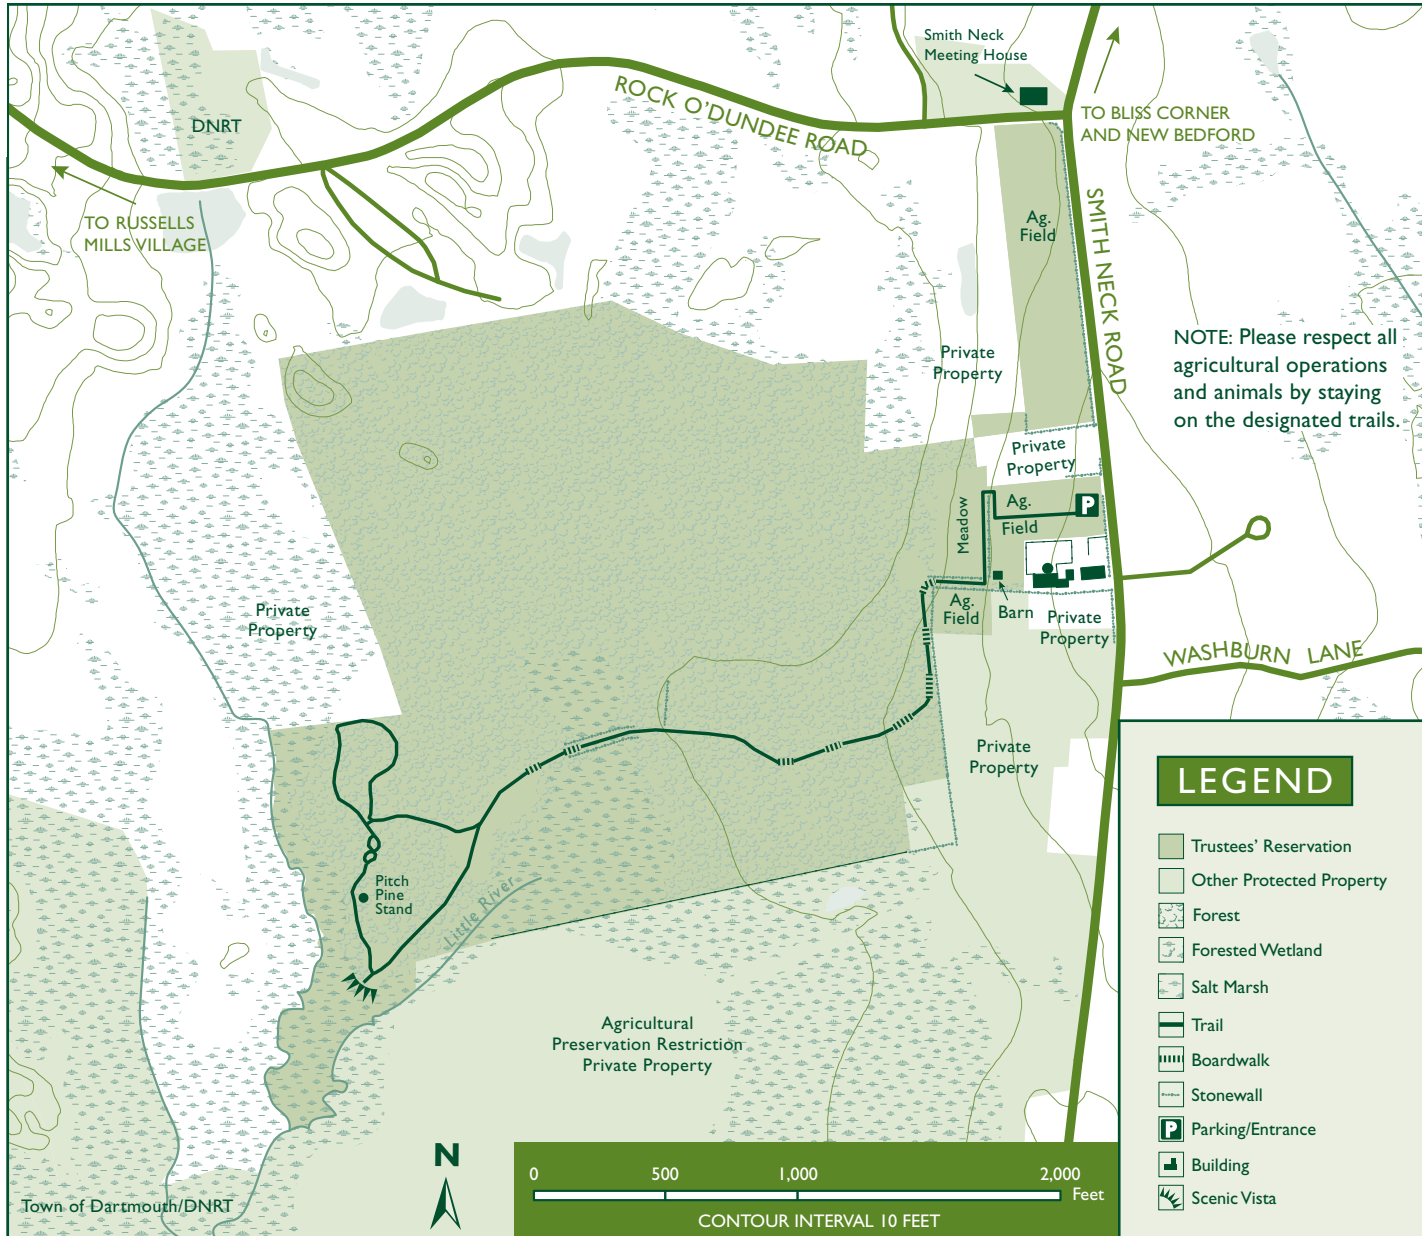 Smith Neck
Meeting House
ROCK O'DUNDEE ROAD
TO BLISS CORNER
AND NEW BEDFORD
DNRT
TO RUSSELLS
MILLS VILLAGE
SMITH NECK ROAD
Ag.
Field
NOTE: Please respect all
agricultural operations
and animals by staying
on the designated trails.
Private
Property
Private
Property
Meadow
Ag.
Field
P
Private
Property
Ag.
Field
Barn
Private
Property
WASHBURN LANE
Private
Property
Pitch
Pine
Stand
Little River
Agricultural
Preservation Restriction
Private Property
Town of Dartmouth/DNRT
N
0 500 1,000 2,000
Feet
CONTOUR INTERVAL 10 FEET
LEGEND
Trustees' Reservation
Other Protected Property
Forest
Forested Wetland
Salt Marsh
Trail
Boardwalk
Stonewall
P Parking/Entrance
Building
Scenic Vista